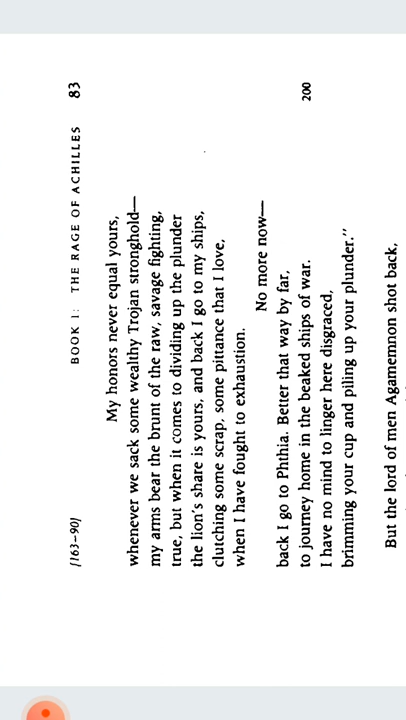 [163–90] BOOK 1: THE RAGE OF ACHILLES 83
My honors never equal yours,
whenever we sack some wealthy Trojan stronghold—
my arms bear the brunt of the raw, savage fighting,
true, but when it comes to dividing up the plunder
the lion's share is yours, and back I go to my ships,
clutching some scrap, some pittance that I love,
when I have fought to exhaustion.
No more now—
back I go to Phthia. Better that way by far,
to journey home in the beaked ships of war. 200
I have no mind to linger here disgraced,
brimming your cup and piling up your plunder."
But the lord of men Agamemnon shot back,